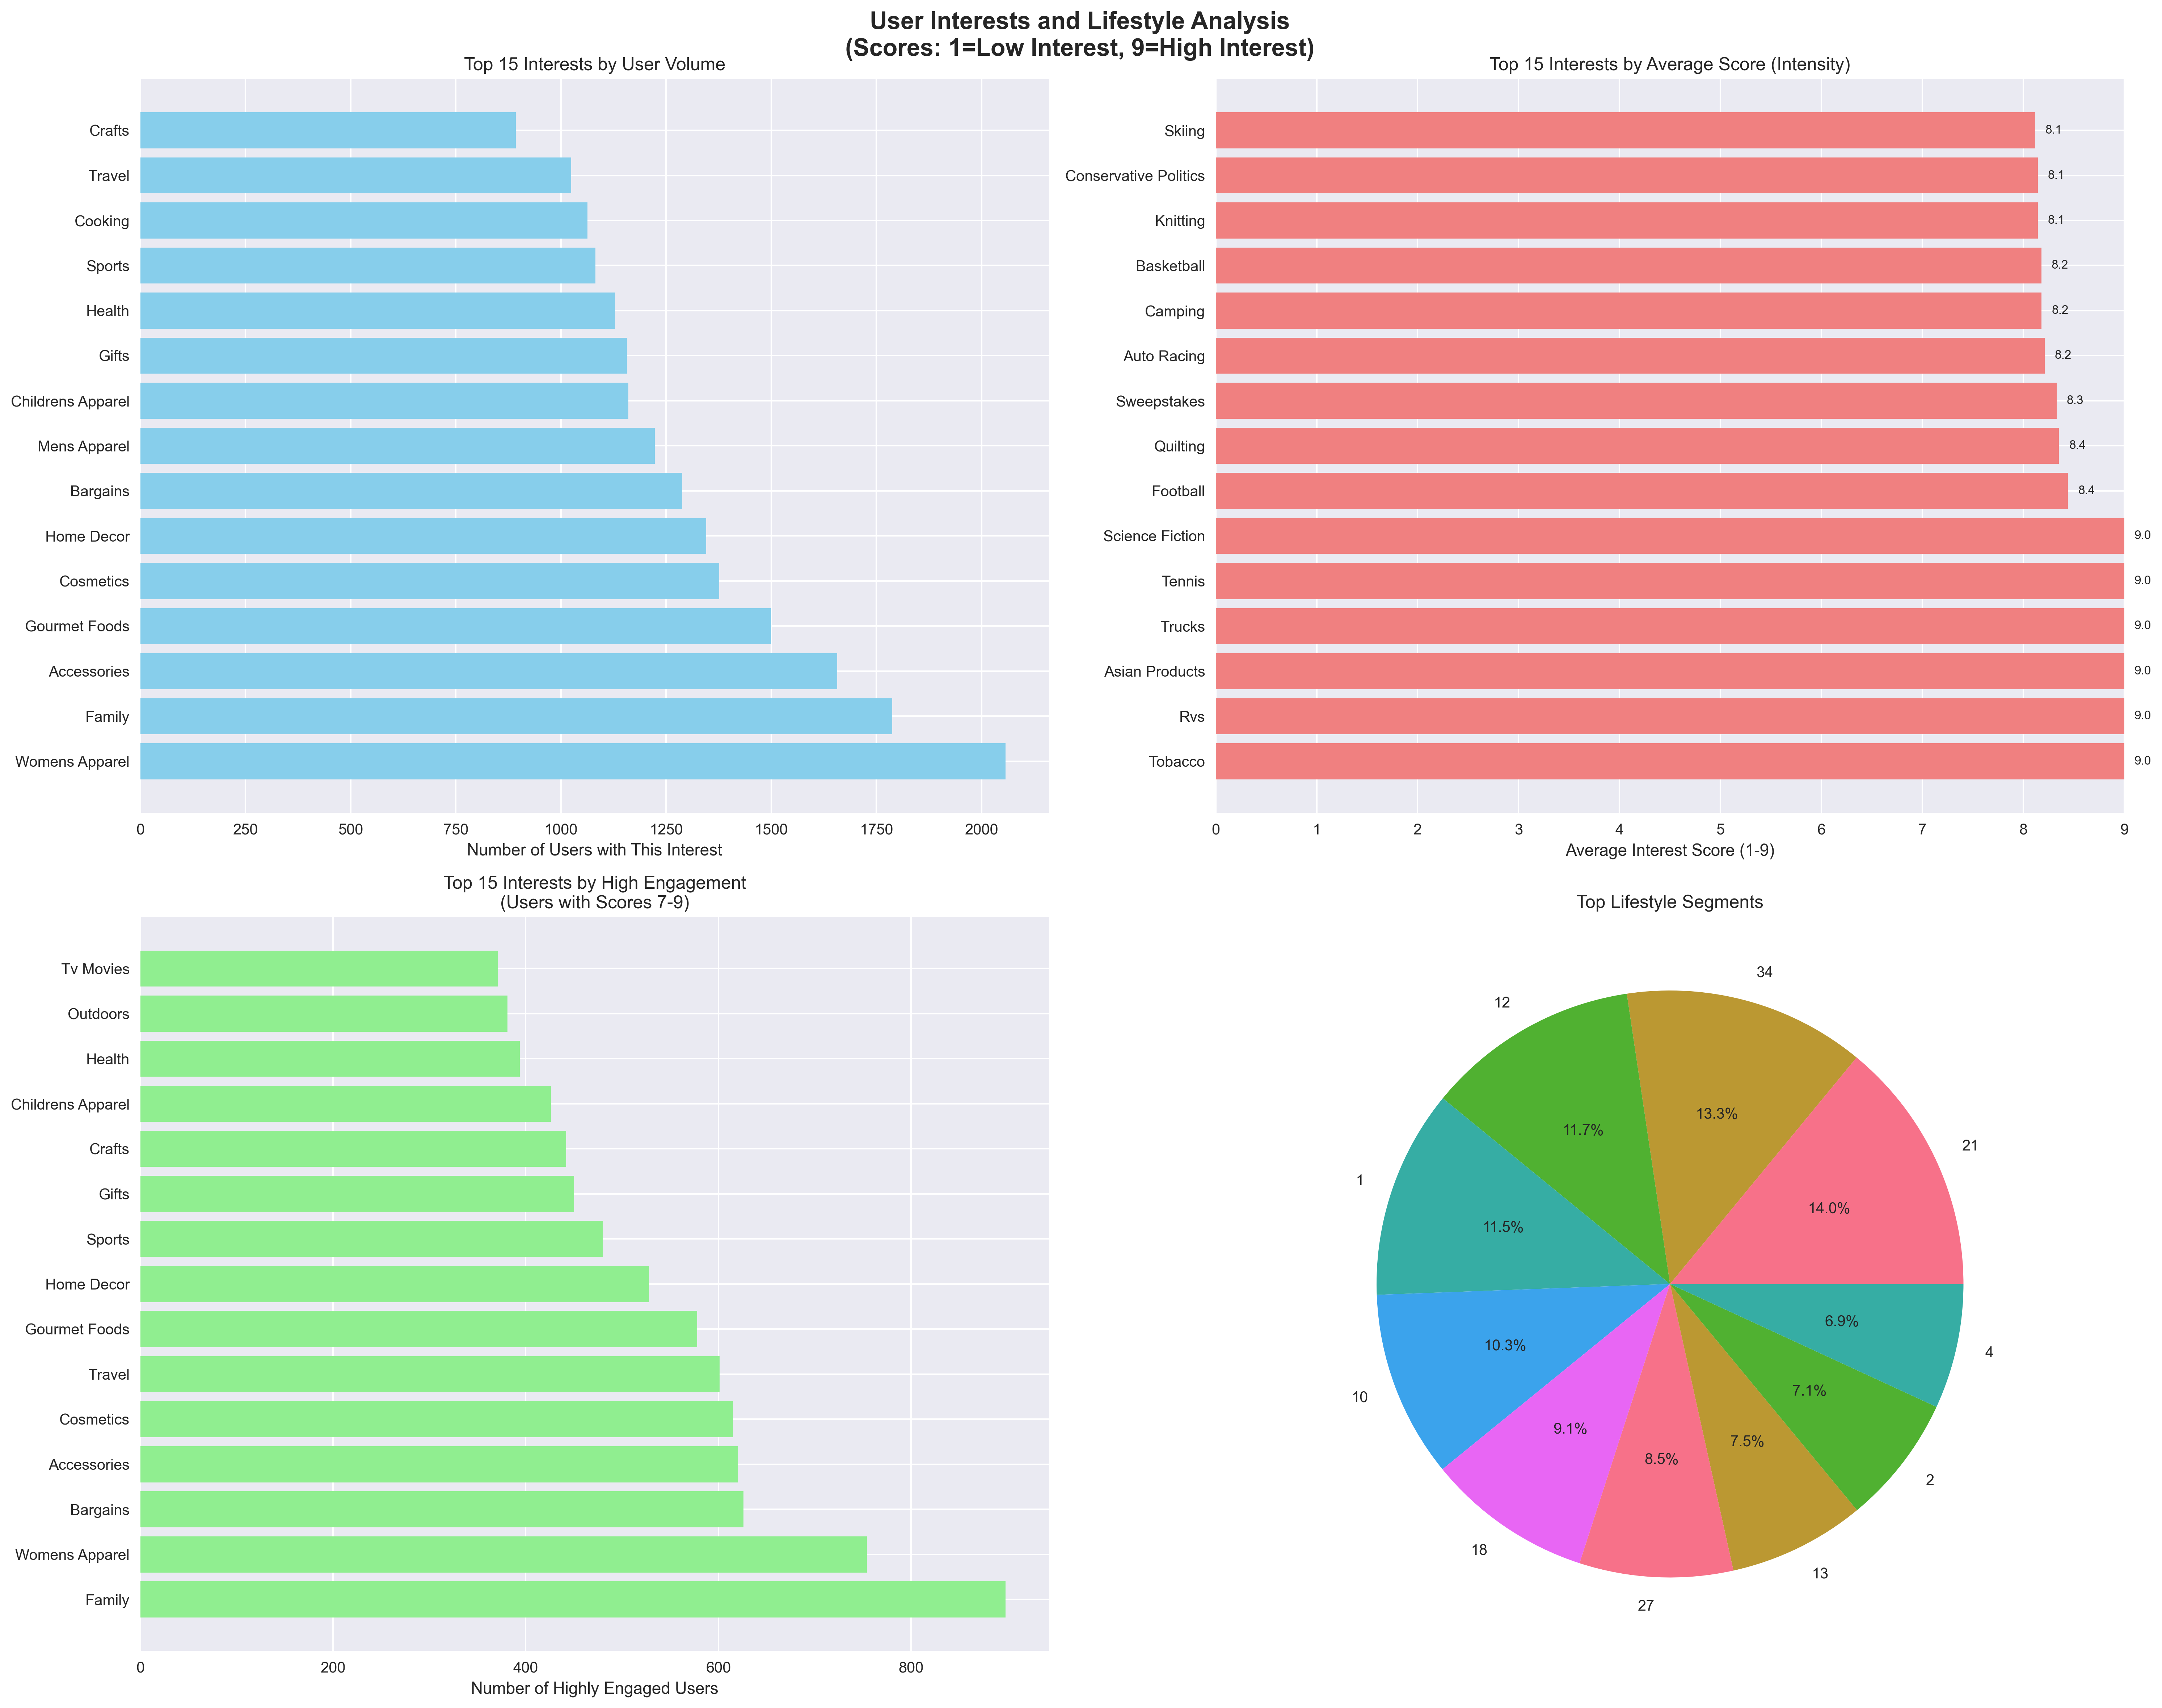 User Interests and Lifestyle Analysis
(Scores: 1=Low Interest, 9=High Interest)
Top 15 Interests by User Volume
Crafts
Travel
Cooking
Sports
Health
Gifts
Childrens Apparel
Mens Apparel
Bargains
Home Decor
Cosmetics
Gourmet Foods
Accessories
Family
Womens Apparel
0 250 500 750 1000 1250 1500 1750 2000
Number of Users with This Interest
Top 15 Interests by Average Score (Intensity)
Skiing 8.1
Conservative Politics 8.1
Knitting 8.1
Basketball 8.2
Camping 8.2
Auto Racing 8.2
Sweepstakes 8.3
Quilting 8.4
Football 8.4
Science Fiction 9.0
Tennis 9.0
Trucks 9.0
Asian Products 9.0
Rvs 9.0
Tobacco 9.0
0 1 2 3 4 5 6 7 8 9
Average Interest Score (1-9)
Top 15 Interests by High Engagement
(Users with Scores 7-9)
Tv Movies
Outdoors
Health
Childrens Apparel
Crafts
Gifts
Sports
Home Decor
Gourmet Foods
Travel
Cosmetics
Accessories
Bargains
Womens Apparel
Family
0 200 400 600 800
Number of Highly Engaged Users
Top Lifestyle Segments
34
12
13.3%
11.7%
21
1
14.0%
11.5%
6.9%
10.3%
4
7.1%
10
9.1%
7.5%
8.5%
2
18
13
27